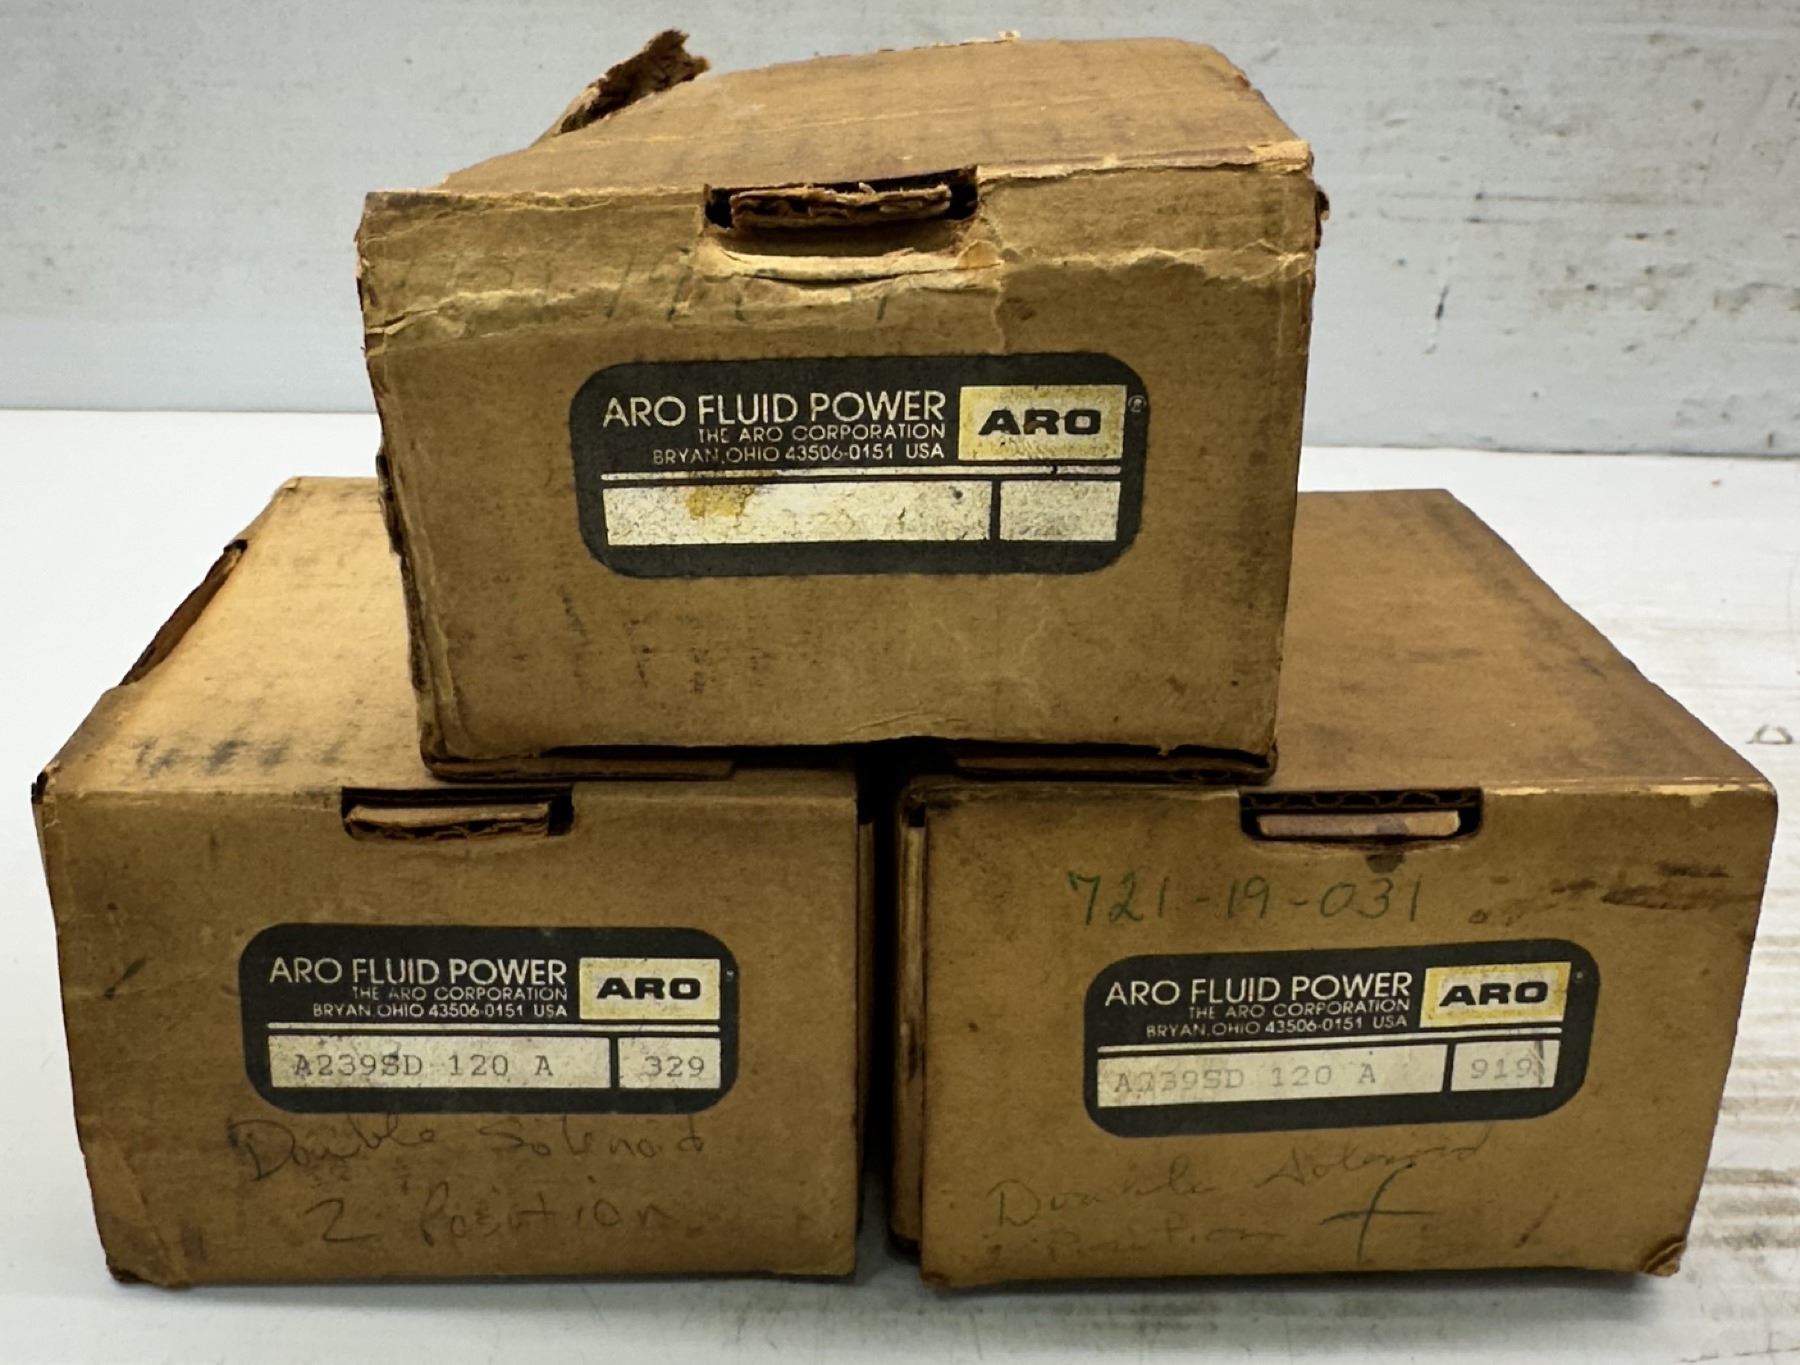 ARO FLUID POWER
ARO ®
THE ARO CORPORATION
BRYAN, OHIO 43506-0151 USA
ARO FLUID POWER
ARO
THE ARO CORPORATION
BRYAN, OHIO 43506-0151 USA
A239SD 120 A 329
Double Solenoid
2 Position
721-19-031
ARO FLUID POWER
ARO
THE ARO CORPORATION
BRYAN, OHIO 43506-0151 USA
A239SD 120 A 919
Double Solenoid
2 Position